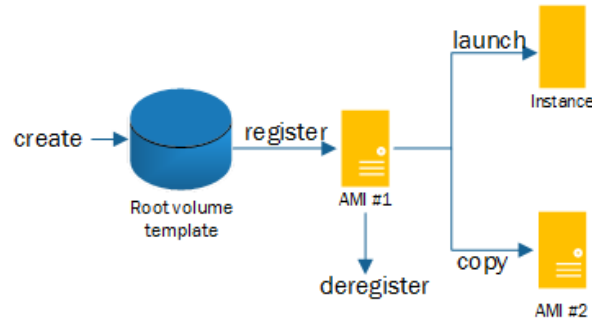 launch
Instance
create
register
Root volume
template
AMI #1
deregister
copy
AMI #2